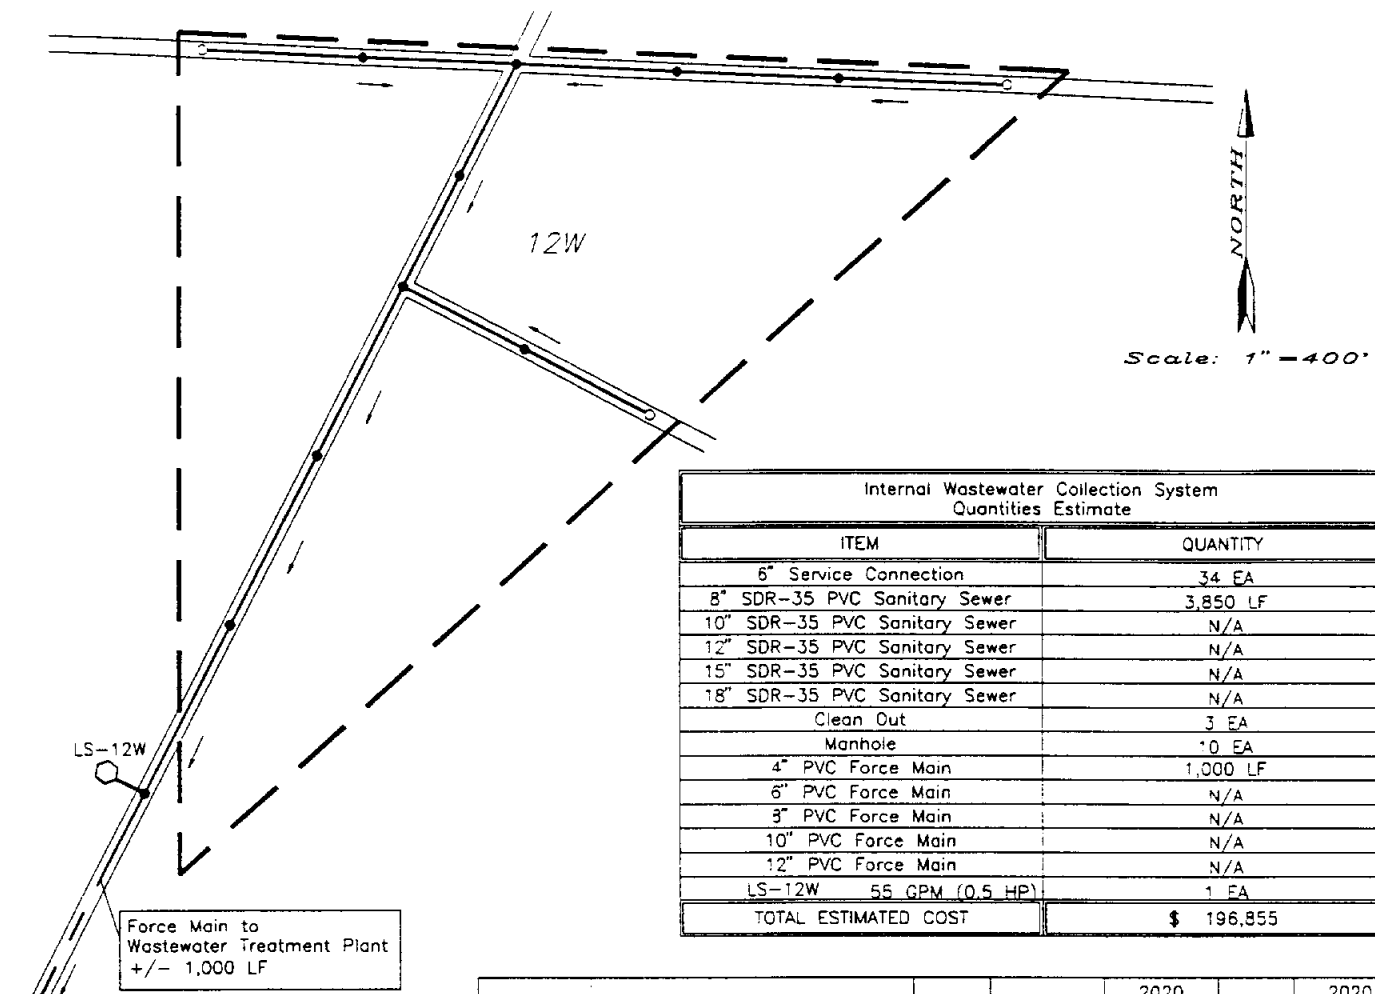 12W
NORTH
Scale: 1"=400'
LS-12W
Force Main to
Wastewater Treatment Plant
+/- 1,000 LF
Internal Wastewater Collection System
Quantities Estimate
ITEM QUANTITY
6" Service Connection 34 EA
8" SDR-35 PVC Sanitary Sewer 3,850 LF
10" SDR-35 PVC Sanitary Sewer N/A
12" SDR-35 PVC Sanitary Sewer N/A
15" SDR-35 PVC Sanitary Sewer N/A
18" SDR-35 PVC Sanitary Sewer N/A
Clean Out 3 EA
Manhole 10 EA
4" PVC Force Main 1,000 LF
6" PVC Force Main N/A
8" PVC Force Main N/A
10" PVC Force Main N/A
12" PVC Force Main N/A
LS-12W 55 GPM (0.5 HP) 1 EA
TOTAL ESTIMATED COST $ 196,855
2020 2020